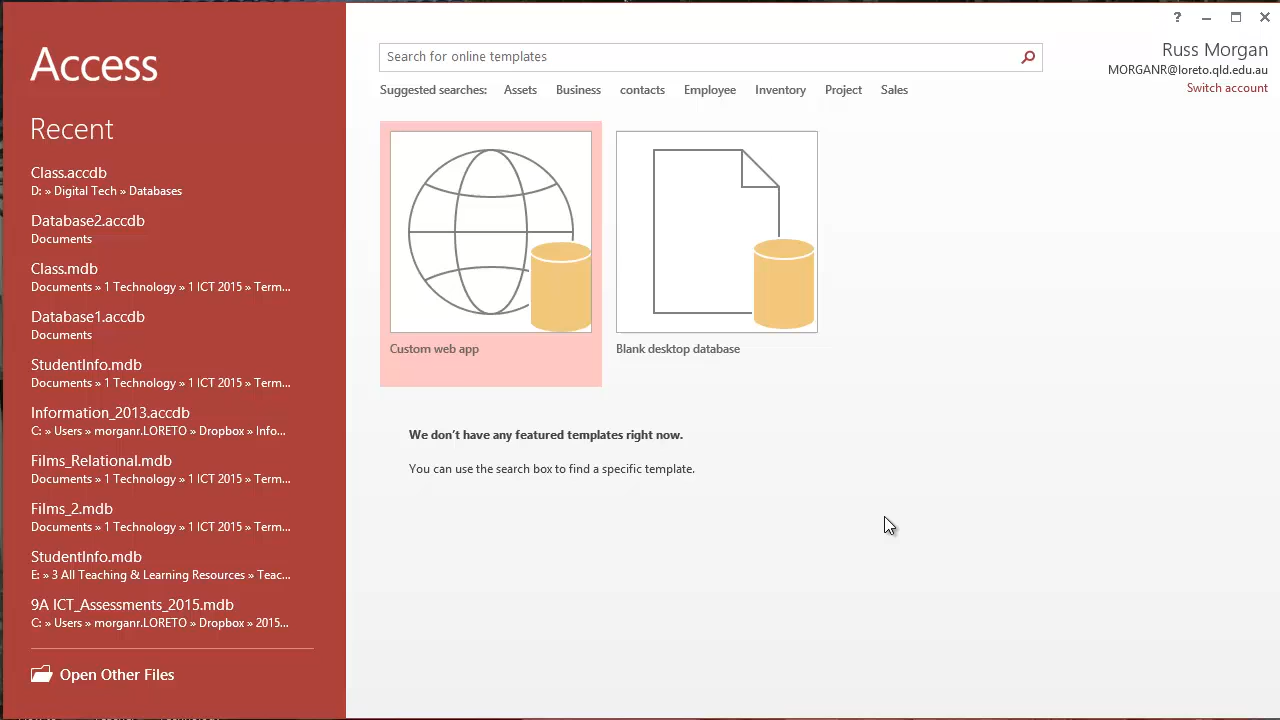 Access
Recent
Class.accdb
D: » Digital Tech » Databases
Database2.accdb
Documents
Class.mdb
Documents » 1 Technology » 1 ICT 2015 » Term...
Database1.accdb
Documents
StudentInfo.mdb
Documents » 1 Technology » 1 ICT 2015 » Term...
Information_2013.accdb
C: » Users » morganr.LORETO » Dropbox » Info...
Films_Relational.mdb
Documents » 1 Technology » 1 ICT 2015 » Term...
Films_2.mdb
Documents » 1 Technology » 1 ICT 2015 » Term...
StudentInfo.mdb
E: » 3 All Teaching & Learning Resources » Teac...
9A ICT_Assessments_2015.mdb
C: » Users » morganr.LORETO » Dropbox » 2015...
Open Other Files
?
Search for online templates
Russ Morgan
MORGANR@loreto.qld.edu.au
Switch account
Suggested searches: Assets Business contacts Employee Inventory Project Sales
Custom web app
Blank desktop database
We don't have any featured templates right now.
You can use the search box to find a specific template.